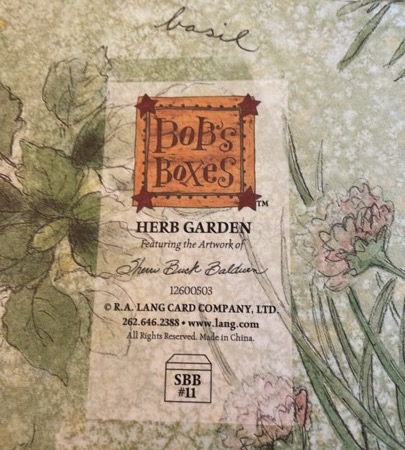 basil
BOB'S
BOXES
TM
HERB GARDEN
Featuring the Artwork of
Sherri Buck Baldwin
12600503
© R.A. LANG CARD COMPANY, LTD.
262.646.2388 • www.lang.com
All Rights Reserved. Made in China.
SBB
#11